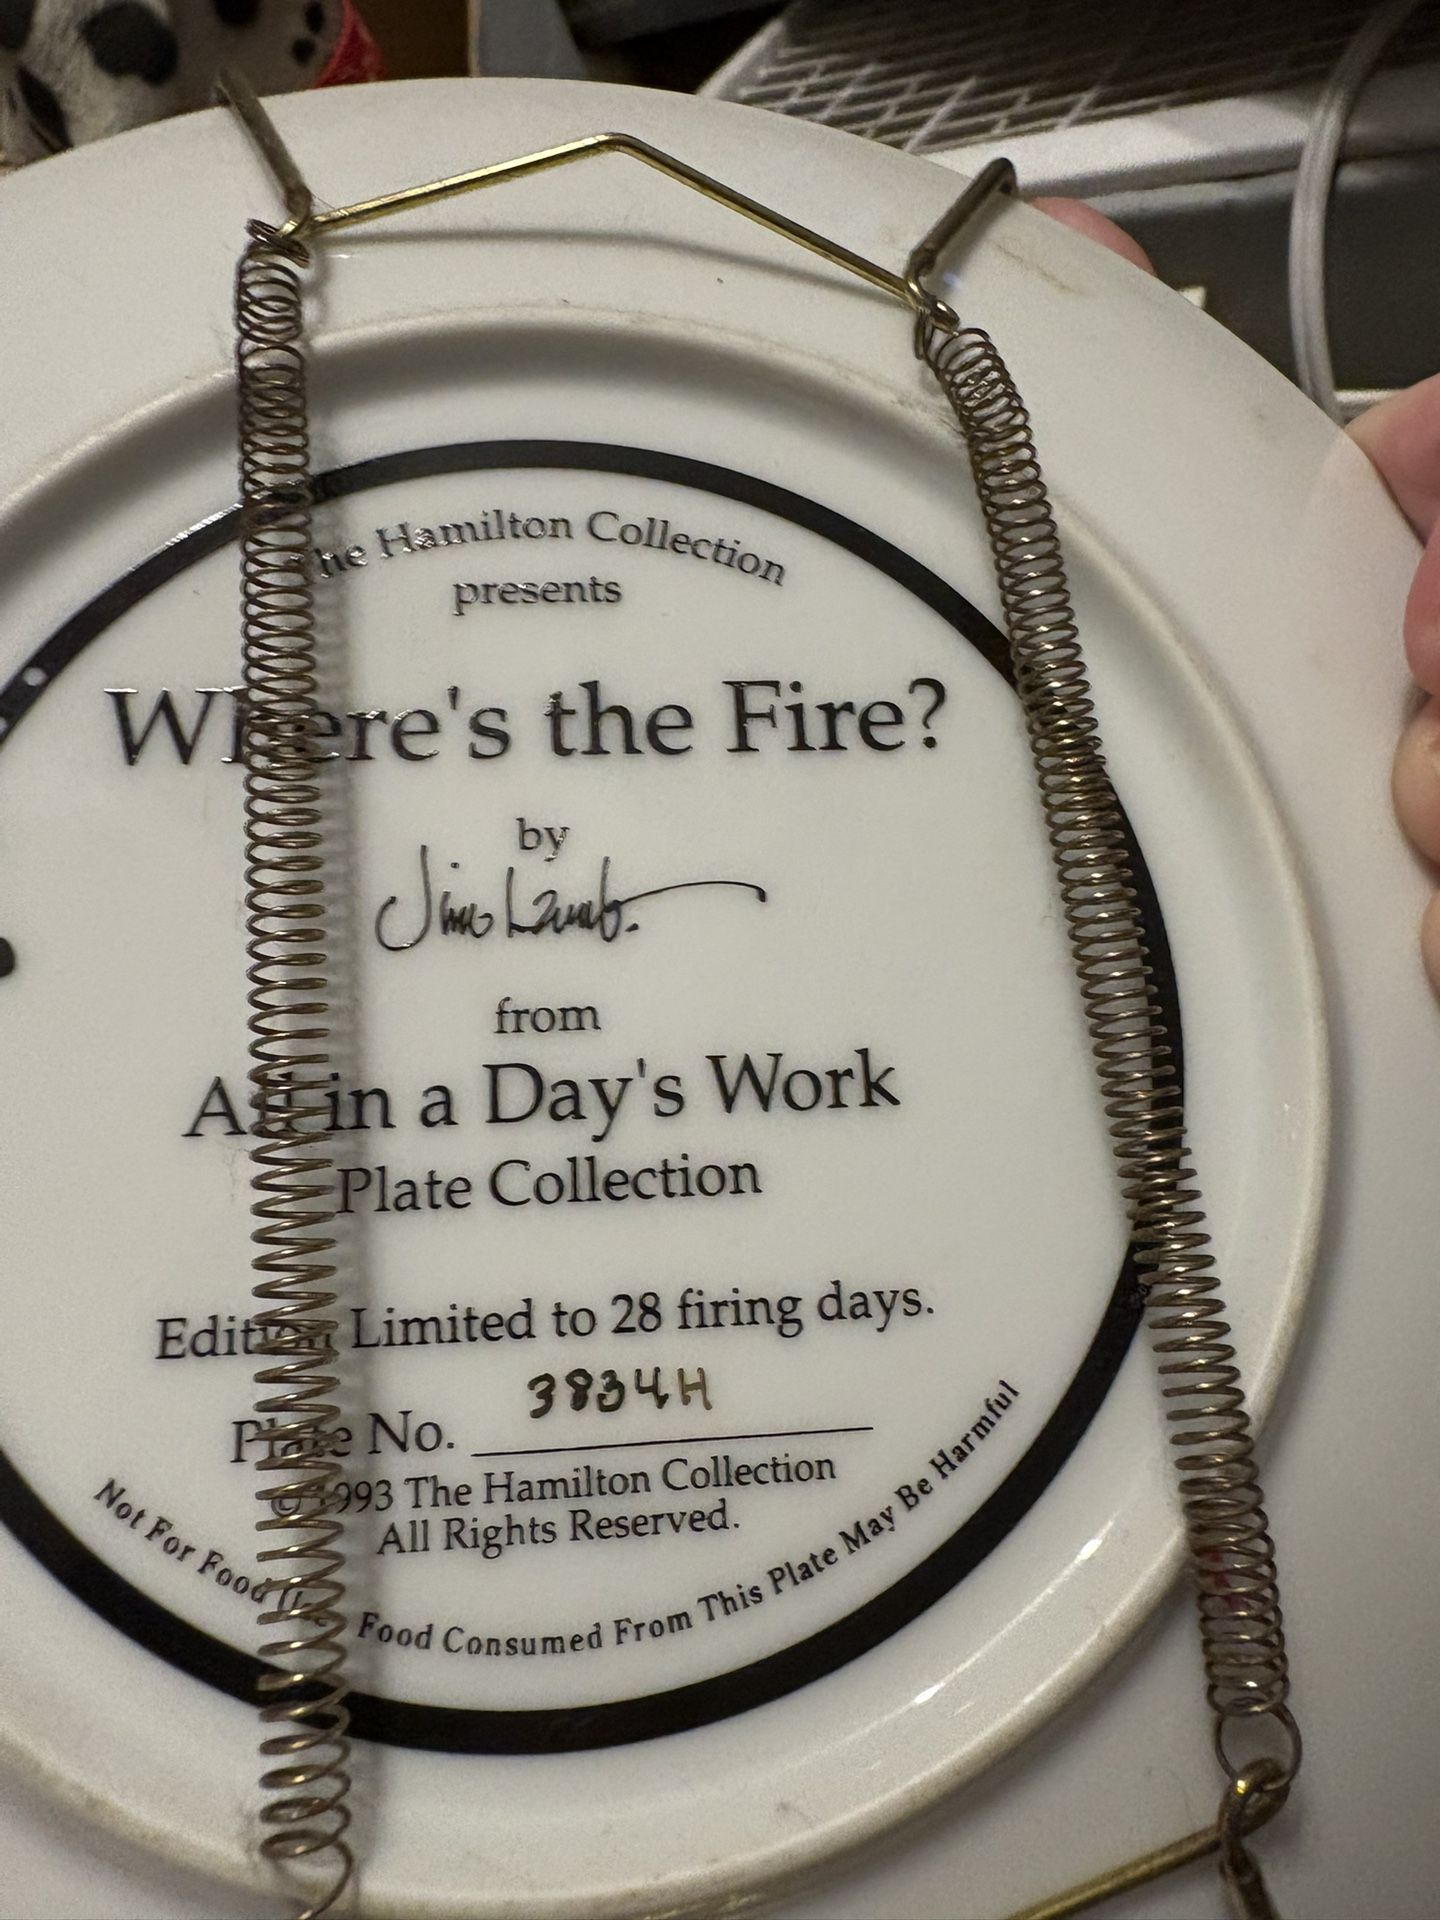 The Hamilton Collection
presents
Where's the Fire?
by
Jim Lamb.
from
All in a Day's Work
Plate Collection
Edition Limited to 28 firing days.
Plate No. 3834H
© 1993 The Hamilton Collection
All Rights Reserved.
Not For Food Use Food Consumed From This Plate May Be Harmful